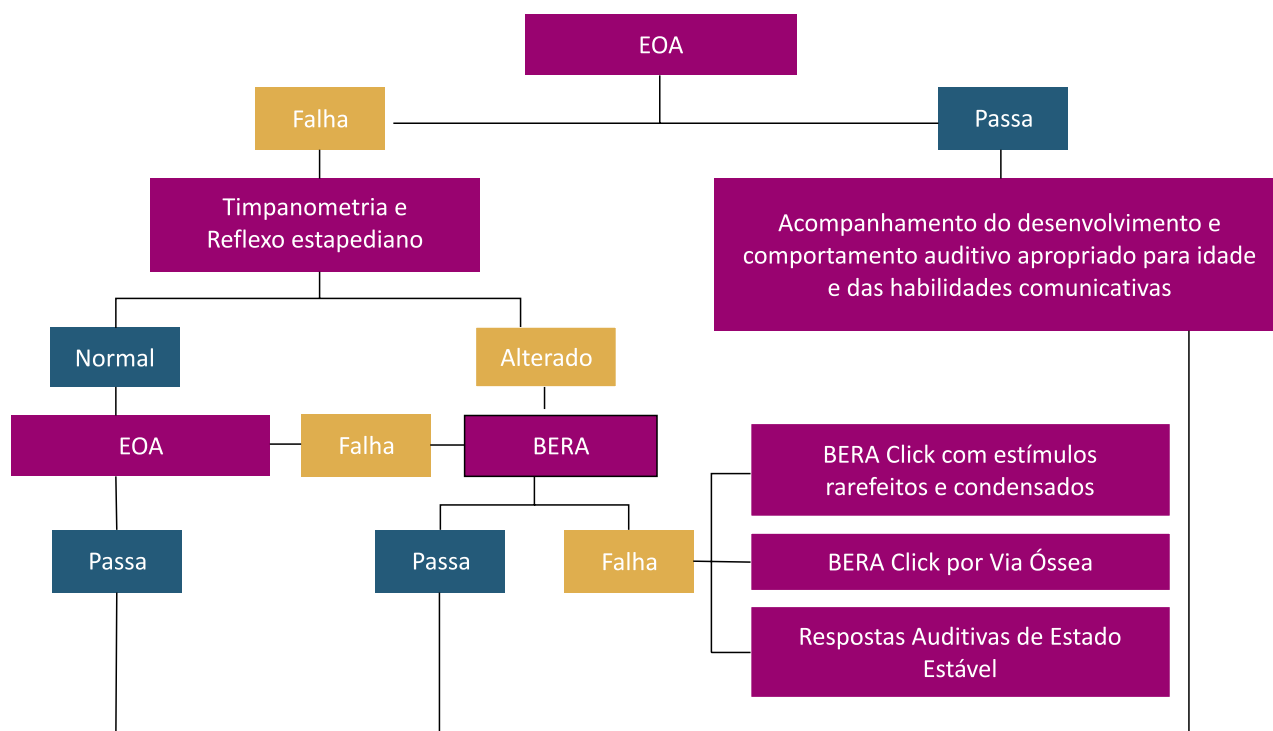 EOA
Falha
Passa
Timpanometria e
Reflexo estapediano
Acompanhamento do desenvolvimento e
comportamento auditivo apropriado para idade
e das habilidades comunicativas
Normal
Alterado
EOA
Falha
BERA
BERA Click com estímulos
rarefeitos e condensados
Passa
Passa
Falha
BERA Click por Via Óssea
Respostas Auditivas de Estado
Estável